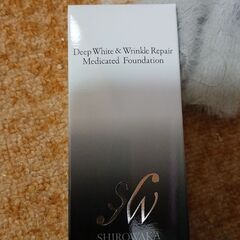 Deep White & Wrinkle Repair
Medicated Foundation
SW
SHIROWAKA